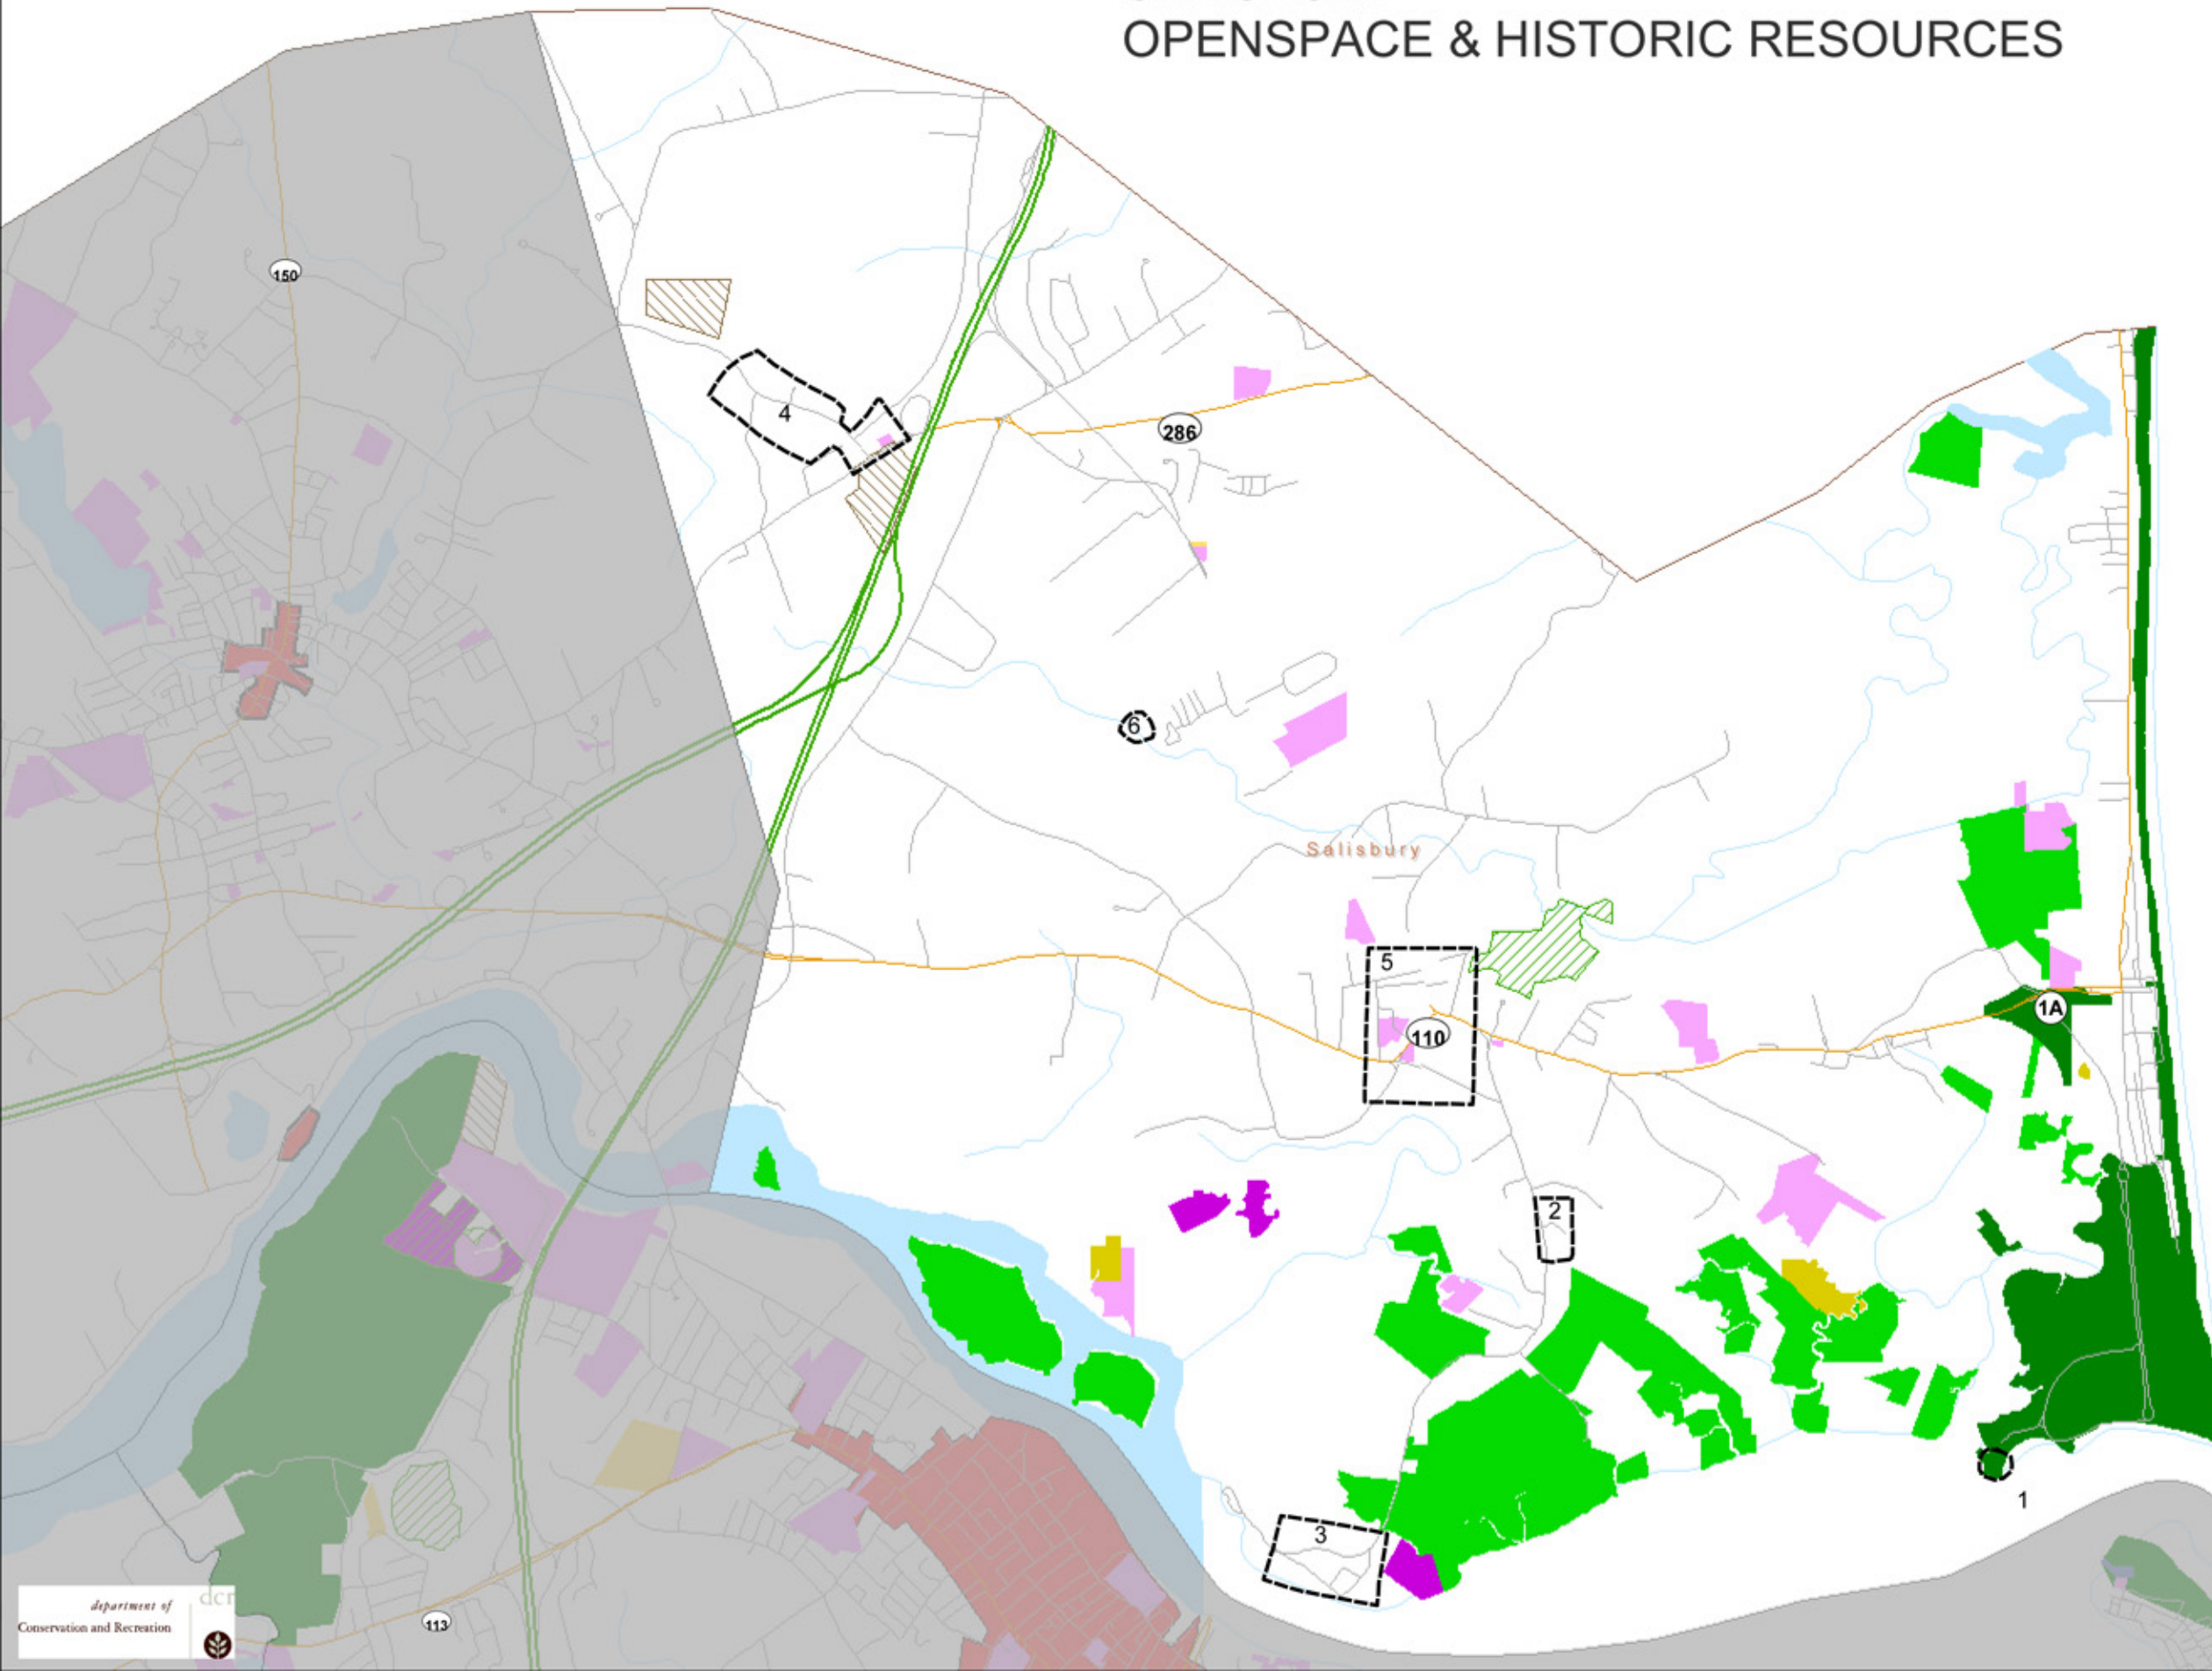 OPENSPACE & HISTORIC RESOURCES
150
4
286
6
Salisbury
5
1A
110
2
1
3
113
dcr
department of
Conservation and Recreation